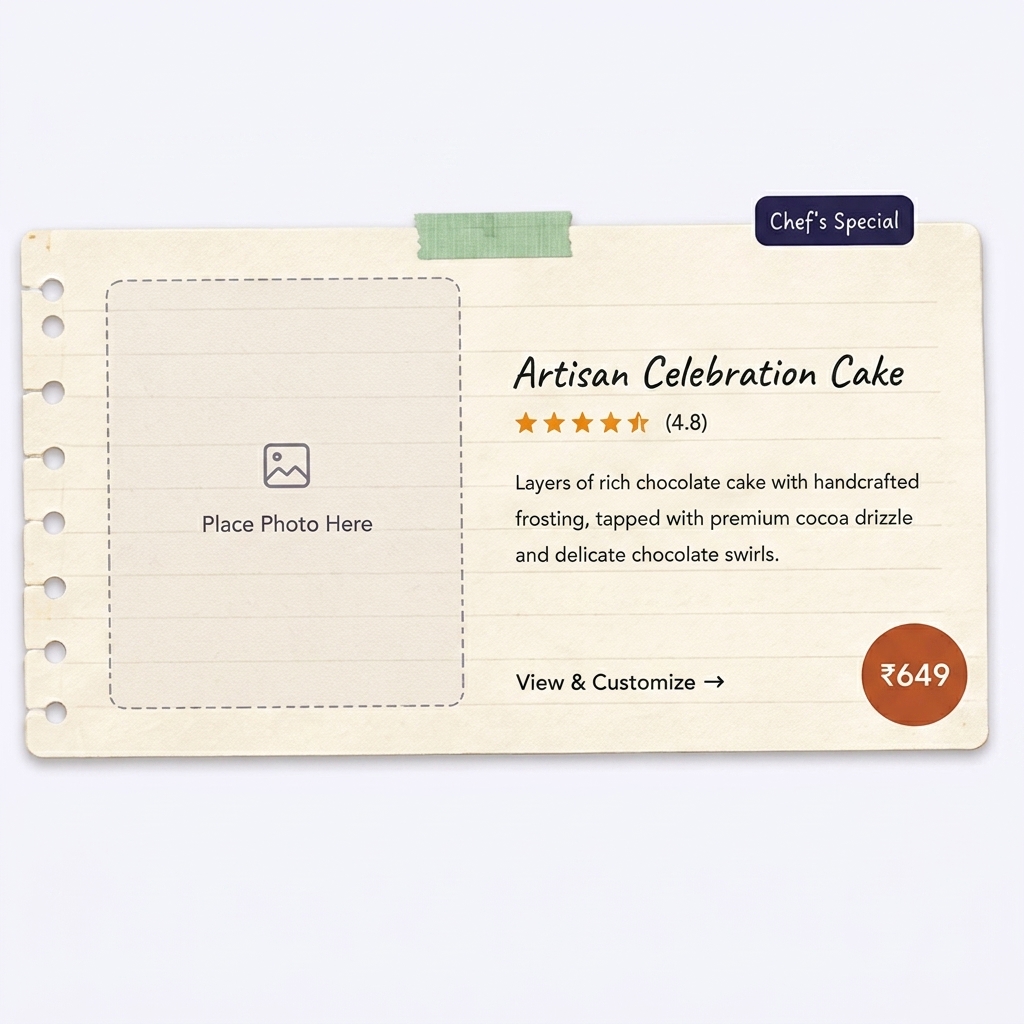 Chef's Special
Place Photo Here
Artisan Celebration Cake
(4.8)
Layers of rich chocolate cake with handcrafted
frosting, tapped with premium cocoa drizzle
and delicate chocolate swirls.
View & Customize →
₹649